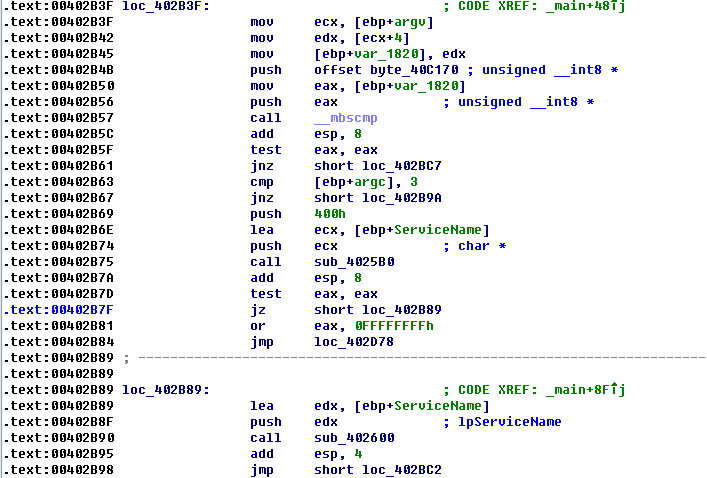 .text:00402B3F loc_402B3F: ; CODE XREF: _main+48îj
.text:00402B3F mov ecx, [ebp+argv]
.text:00402B42 mov edx, [ecx+4]
.text:00402B45 mov [ebp+var_1820], edx
.text:00402B4B push offset byte_40C170 ; unsigned __int8 *
.text:00402B50 mov eax, [ebp+var_1820]
.text:00402B56 push eax ; unsigned __int8 *
.text:00402B57 call __mbscmp
.text:00402B5C add esp, 8
.text:00402B5F test eax, eax
.text:00402B61 jnz short loc_402BC7
.text:00402B63 cmp [ebp+argc], 3
.text:00402B67 jnz short loc_402B9A
.text:00402B69 push 400h
.text:00402B6E lea ecx, [ebp+ServiceName]
.text:00402B74 push ecx ; char *
.text:00402B75 call sub_4025B0
.text:00402B7A add esp, 8
.text:00402B7D test eax, eax
.text:00402B7F jz short loc_402B89
.text:00402B81 or eax, 0FFFFFFFFh
.text:00402B84 jmp loc_402D78
.text:00402B89 ; ---------------------------------------------------------------------------
.text:00402B89
.text:00402B89 loc_402B89: ; CODE XREF: _main+8Fîj
.text:00402B89 lea edx, [ebp+ServiceName]
.text:00402B8F push edx ; lpServiceName
.text:00402B90 call sub_402600
.text:00402B95 add esp, 4
.text:00402B98 jmp short loc_402BC2